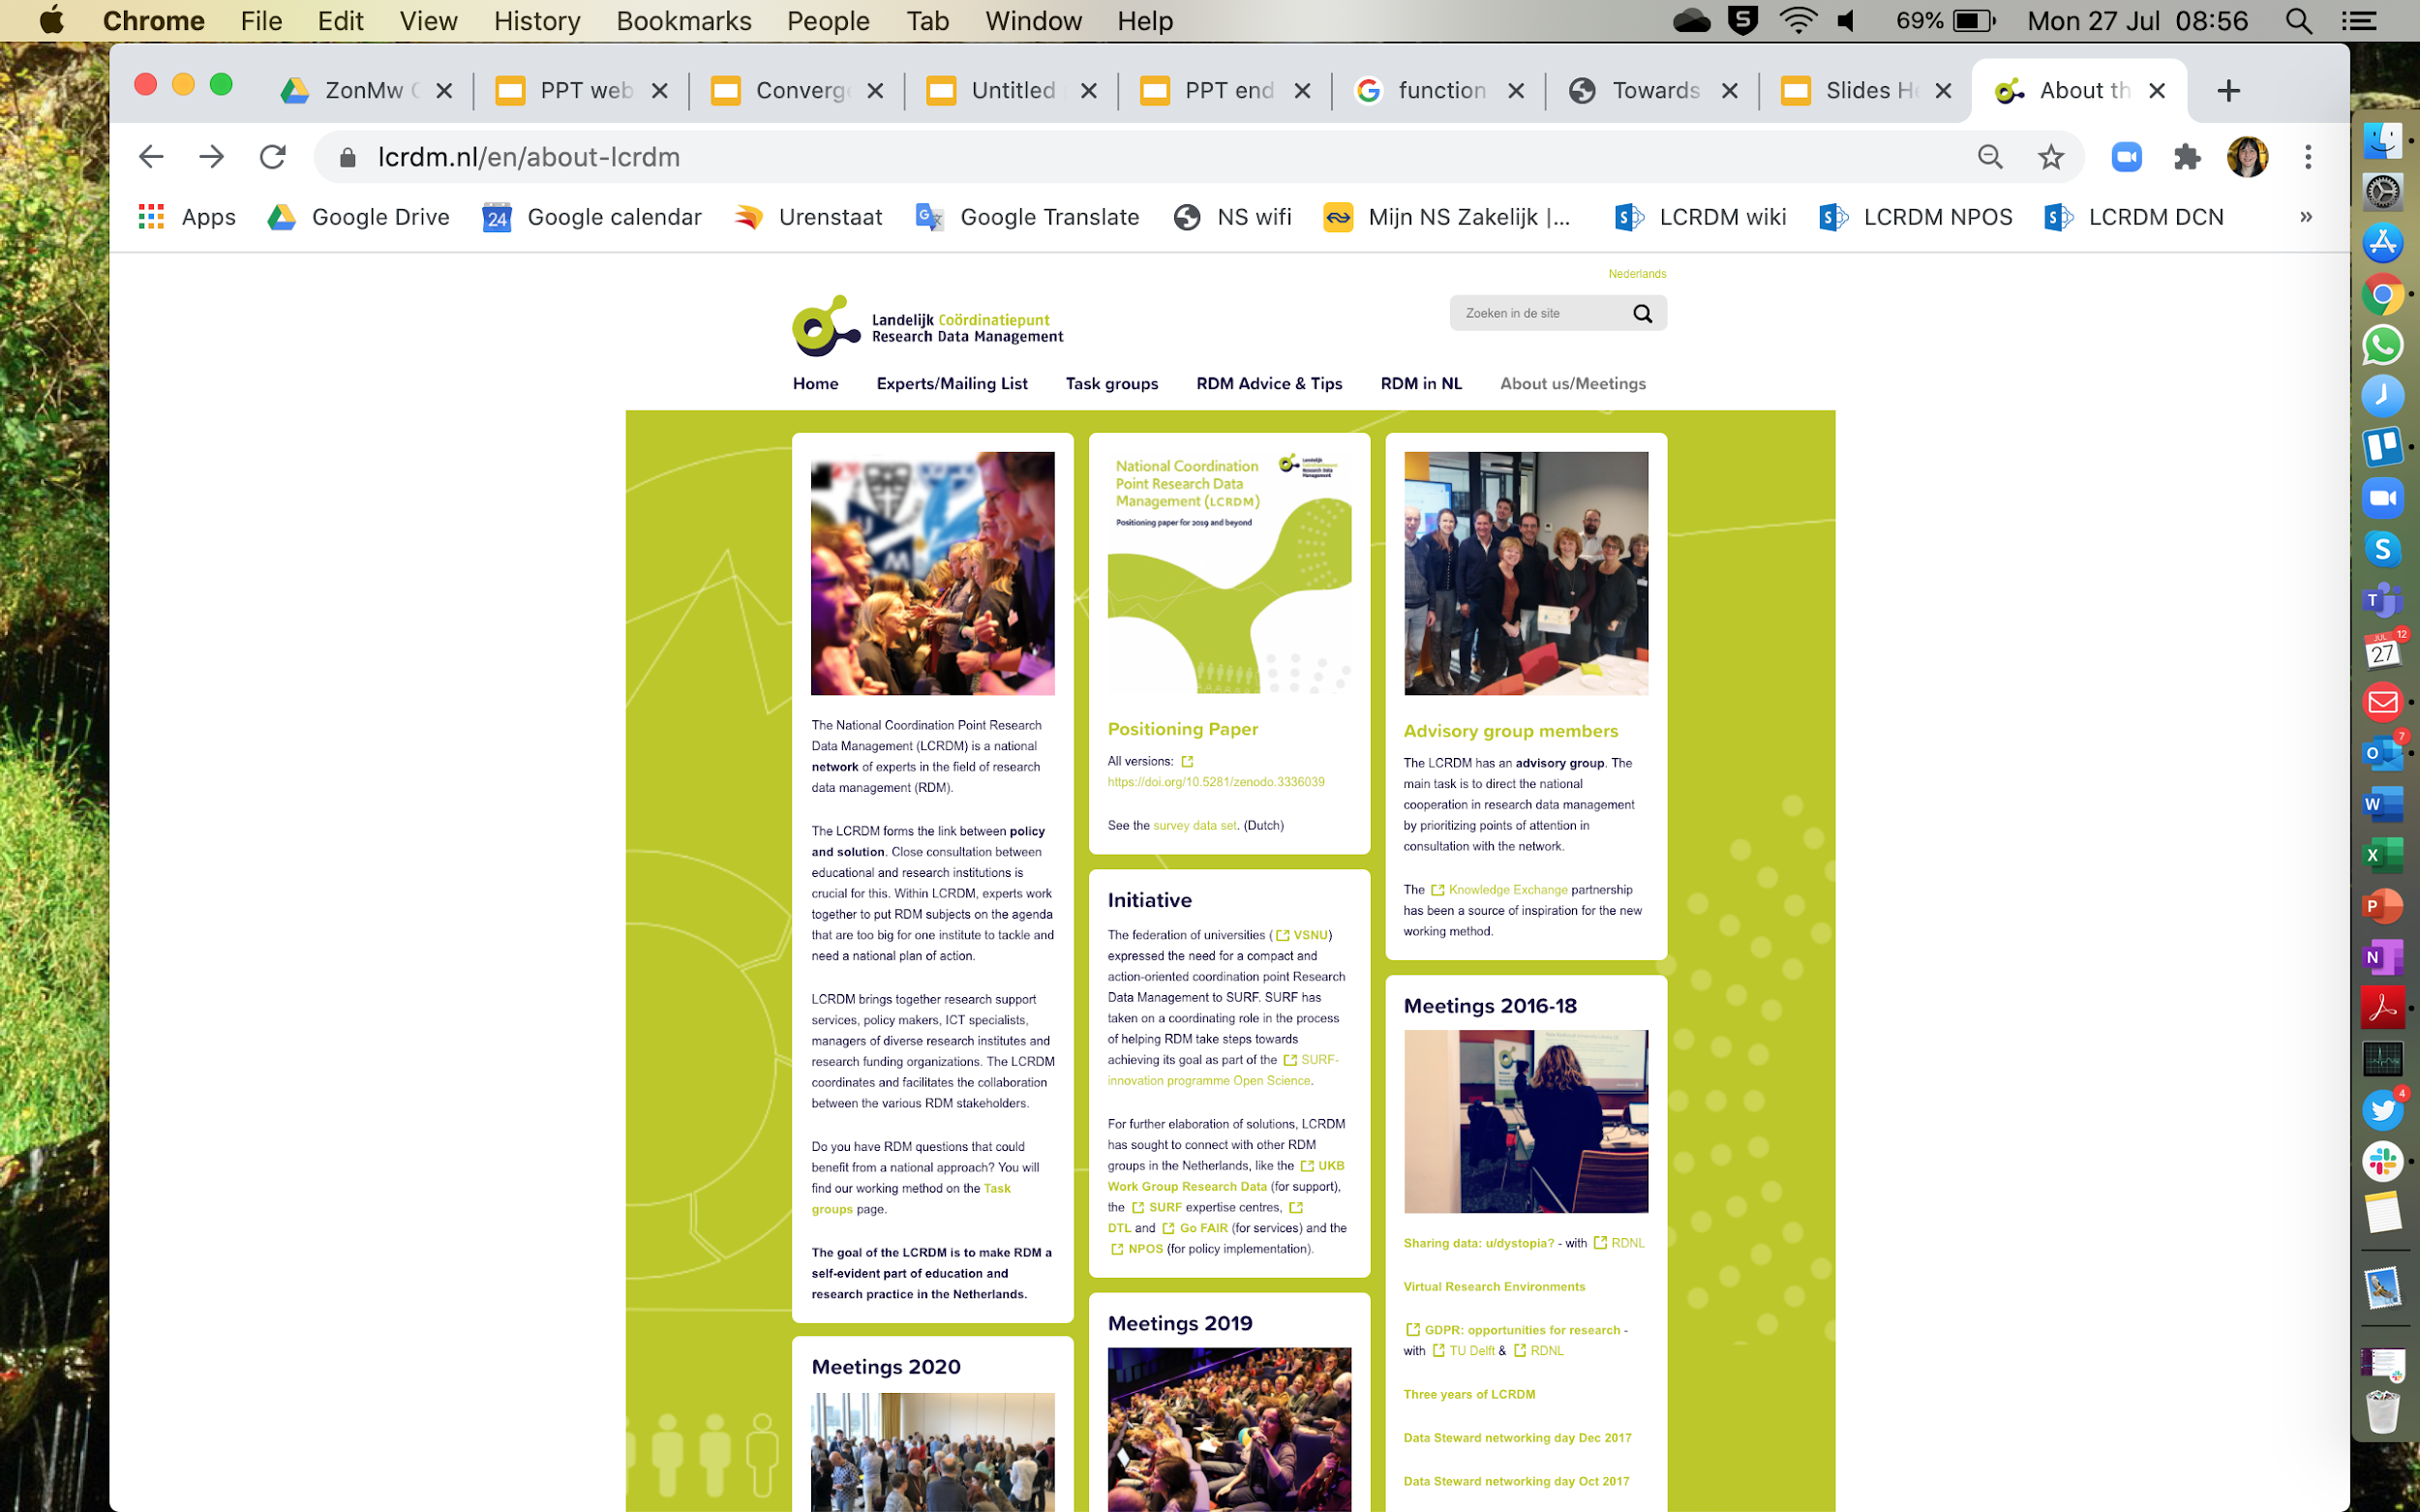 Chrome File Edit View History Bookmarks People Tab Window Help 69% Mon 27 Jul 08:56
ZonMw PPT web Converg Untitled PPT end function Towards Slides H About th
lcrdm.nl/en/about-lcrdm
Apps Google Drive 24 Google calendar Urenstaat Google Translate NS wifi Mijn NS Zakelijk |... LCRDM wiki LCRDM NPOS LCRDM DCN »
Nederlands
Landelijk Coördinatiepunt
Research Data Management
Zoeken in de site
Home Experts/Mailing List Task groups RDM Advice & Tips RDM in NL About us/Meetings
The National Coordination Point Research
Data Management (LCRDM) is a national
network of experts in the field of research
data management (RDM).
The LCRDM forms the link between policy
and solution. Close consultation between
educational and research institutions is
crucial for this. Within LCRDM, experts work
together to put RDM subjects on the agenda
that are too big for one institute to tackle and
need a national plan of action.
LCRDM brings together research support
services, policy makers, ICT specialists,
managers of diverse research institutes and
research funding organizations. The LCRDM
coordinates and facilitates the collaboration
between the various RDM stakeholders.
Do you have RDM questions that could
benefit from a national approach? You will
find our working method on the Task
groups page.
The goal of the LCRDM is to make RDM a
self-evident part of education and
research practice in the Netherlands.
Meetings 2020
National Coordination
Point Research Data
Management (LCRDM)
Positioning paper for 2019 and beyond
Landelijk
Coördinatiepunt
Research Data
Management
Positioning Paper
All versions:
https://doi.org/10.5281/zenodo.3336039
See the survey data set. (Dutch)
Initiative
The federation of universities ( VSNU)
expressed the need for a compact and
action-oriented coordination point Research
Data Management to SURF. SURF has
taken on a coordinating role in the process
of helping RDM take steps towards
achieving its goal as part of the SURF-
innovation programme Open Science.
For further elaboration of solutions, LCRDM
has sought to connect with other RDM
groups in the Netherlands, like the UKB
Work Group Research Data (for support),
the SURF expertise centres,
DTL and Go FAIR (for services) and the
NPOS (for policy implementation).
Meetings 2019
Advisory group members
The LCRDM has an advisory group. The
main task is to direct the national
cooperation in research data management
by prioritizing points of attention in
consultation with the network.
The Knowledge Exchange partnership
has been a source of inspiration for the new
working method.
Meetings 2016-18
Sharing data: u/dystopia? - with RDNL
Virtual Research Environments
GDPR: opportunities for research -
with TU Delft & RDNL
Three years of LCRDM
Data Steward networking day Dec 2017
Data Steward networking day Oct 2017
JUL 12
27
7
4